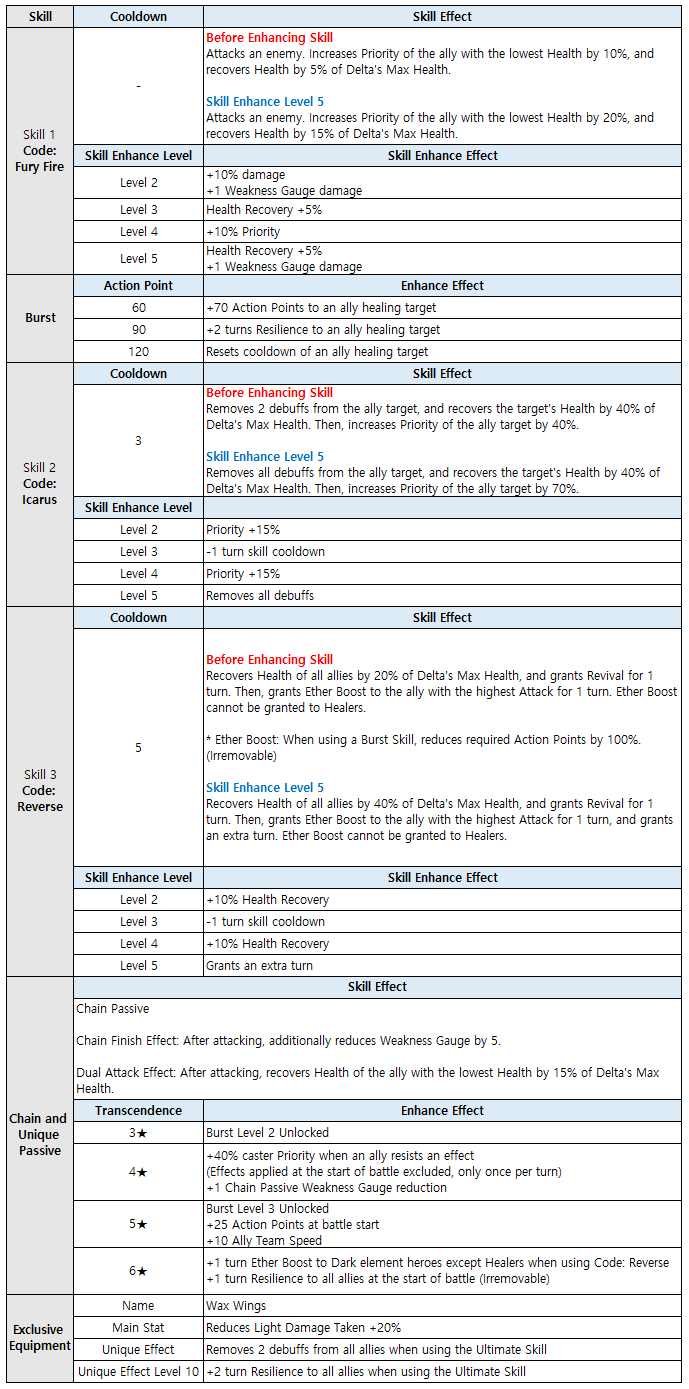 Skill Cooldown Skill Effect
Skill 1
Code:
Fury Fire
-
Before Enhancing Skill
Attacks an enemy. Increases Priority of the ally with the lowest Health by 10%, and
recovers Health by 5% of Delta's Max Health.
Skill Enhance Level 5
Attacks an enemy. Increases Priority of the ally with the lowest Health by 20%, and
recovers Health by 15% of Delta's Max Health.
Skill Enhance Level Skill Enhance Effect
Level 2
+10% damage
+1 Weakness Gauge damage
Level 3 Health Recovery +5%
Level 4 +10% Priority
Level 5
Health Recovery +5%
+1 Weakness Gauge damage
Burst
Action Point Enhance Effect
60 +70 Action Points to an ally healing target
90 +2 turns Resilience to an ally healing target
120 Resets cooldown of an ally healing target
Skill 2
Code:
Icarus
Cooldown Skill Effect
3
Before Enhancing Skill
Removes 2 debuffs from the ally target, and recovers the target's Health by 40% of
Delta's Max Health. Then, increases Priority of the ally target by 40%.
Skill Enhance Level 5
Removes all debuffs from the ally target, and recovers the target's Health by 40% of
Delta's Max Health. Then, increases Priority of the ally target by 70%.
Skill Enhance Level
Level 2 Priority +15%
Level 3 -1 turn skill cooldown
Level 4 Priority +15%
Level 5 Removes all debuffs
Skill 3
Code:
Reverse
Cooldown Skill Effect
5
Before Enhancing Skill
Recovers Health of all allies by 20% of Delta's Max Health, and grants Revival for 1
turn. Then, grants Ether Boost to the ally with the highest Attack for 1 turn. Ether Boost
cannot be granted to Healers.
* Ether Boost: When using a Burst Skill, reduces required Action Points by 100%.
(Irremovable)
Skill Enhance Level 5
Recovers Health of all allies by 40% of Delta's Max Health, and grants Revival for 1
turn. Then, grants Ether Boost to the ally with the highest Attack for 1 turn, and grants
an extra turn. Ether Boost cannot be granted to Healers.
Skill Enhance Level Skill Enhance Effect
Level 2 +10% Health Recovery
Level 3 -1 turn skill cooldown
Level 4 +10% Health Recovery
Level 5 Grants an extra turn
Chain and
Unique
Passive
Skill Effect
Chain Passive
Chain Finish Effect: After attacking, additionally reduces Weakness Gauge by 5.
Dual Attack Effect: After attacking, recovers Health of the ally with the lowest Health by 15% of Delta's Max
Health.
Transcendence Enhance Effect
3★ Burst Level 2 Unlocked
4★
+40% caster Priority when an ally resists an effect
(Effects applied at the start of battle excluded, only once per turn)
+1 Chain Passive Weakness Gauge reduction
5★
Burst Level 3 Unlocked
+25 Action Points at battle start
+10 Ally Team Speed
6★
+1 turn Ether Boost to Dark element heroes except Healers when using Code: Reverse
+1 turn Resilience to all allies at the start of battle (Irremovable)
Exclusive
Equipment
Name Wax Wings
Main Stat Reduces Light Damage Taken +20%
Unique Effect Removes 2 debuffs from all allies when using the Ultimate Skill
Unique Effect Level 10 +2 turn Resilience to all allies when using the Ultimate Skill